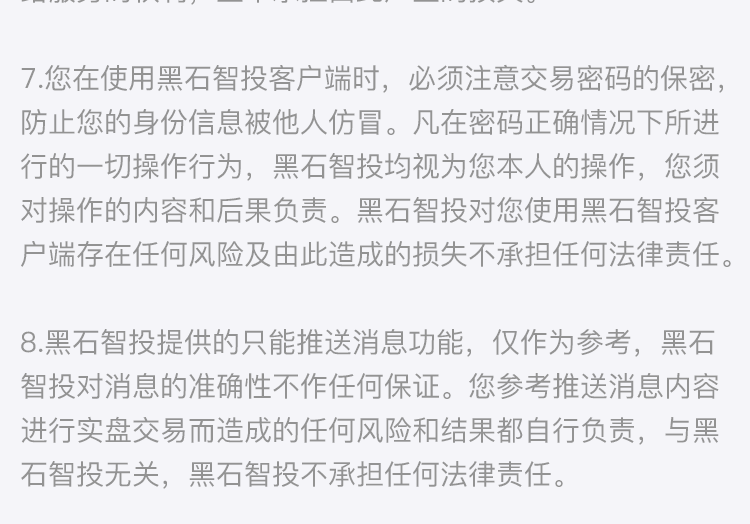 7.您在使用黑石智投客户端时，必须注意交易密码的保密，
防止您的身份信息被他人仿冒。凡在密码正确情况下所进
行的一切操作行为，黑石智投均视为您本人的操作，您须
对操作的内容和后果负责。黑石智投对您使用黑石智投客
户端存在任何风险及由此造成的损失不承担任何法律责任。
8.黑石智投提供的只能推送消息功能，仅作为参考，黑石
智投对消息的准确性不作任何保证。您参考推送消息内容
进行实盘交易而造成的任何风险和结果都自行负责，与黑
石智投无关，黑石智投不承担任何法律责任。